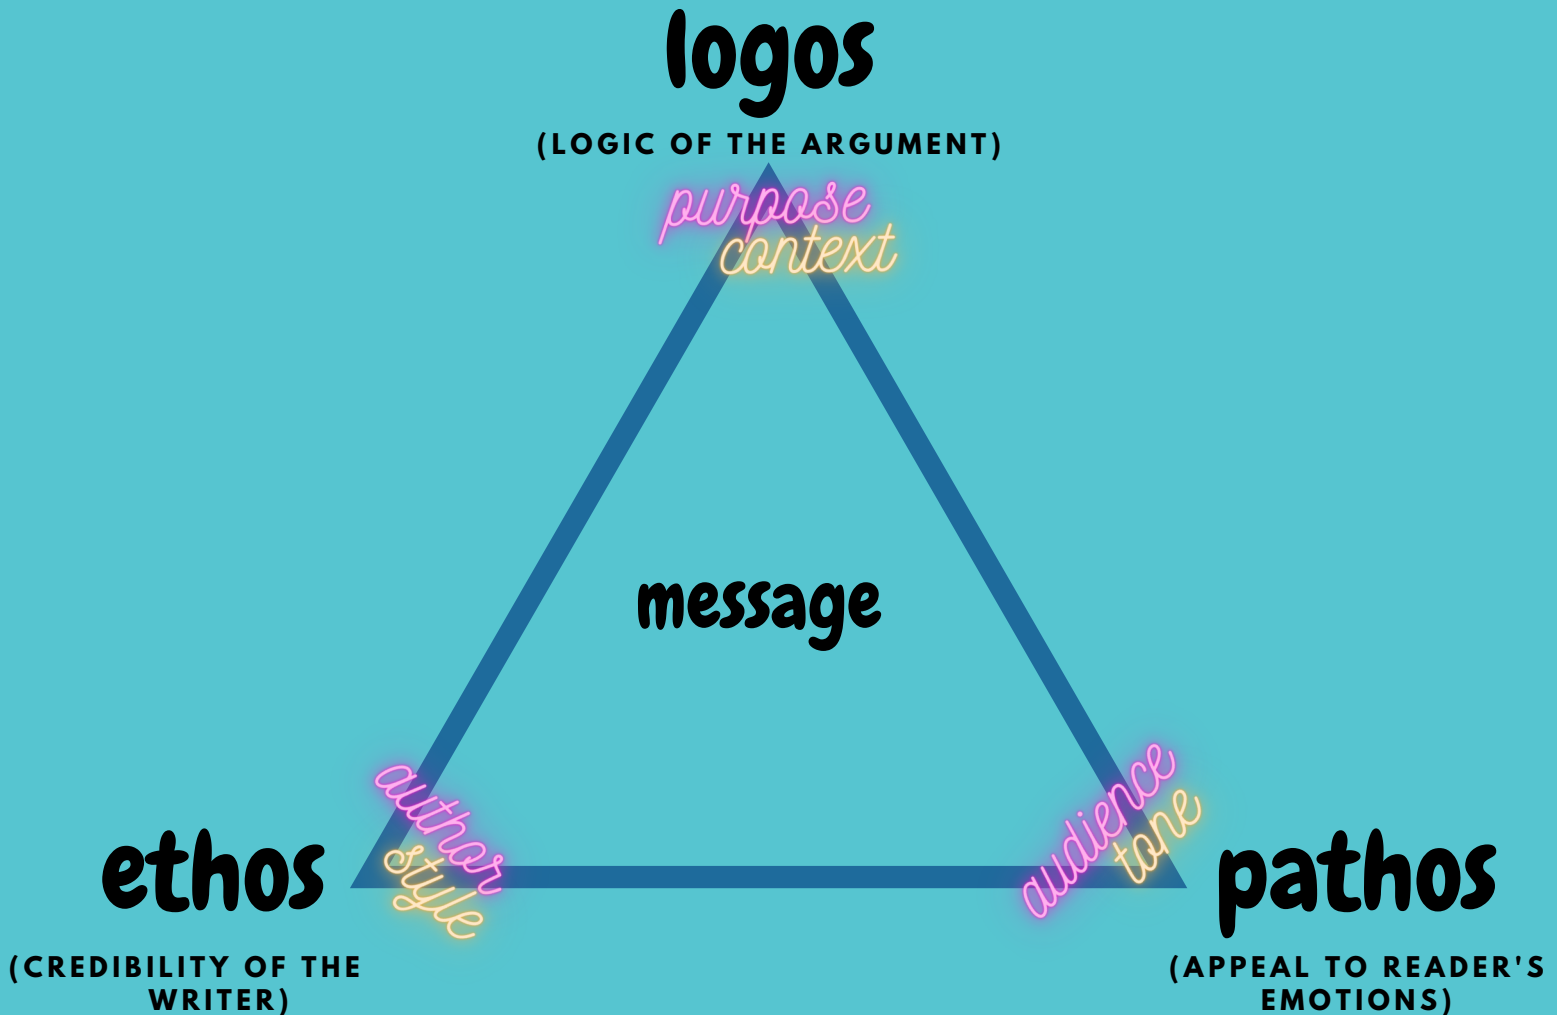 logos
(LOGIC OF THE ARGUMENT)
purpose
context
message
author
style
audience
tone
ethos
(CREDIBILITY OF THE
WRITER)
pathos
(APPEAL TO READER'S
EMOTIONS)